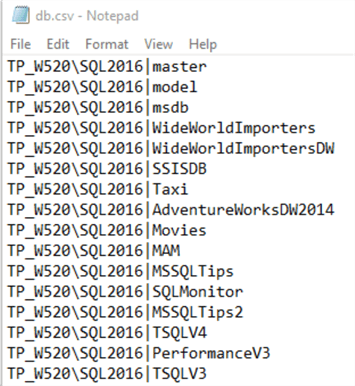 db.csv - Notepad
File Edit Format View Help
TP_W520\SQL2016|master
TP_W520\SQL2016|model
TP_W520\SQL2016|msdb
TP_W520\SQL2016|WideWorldImporters
TP_W520\SQL2016|WideWorldImportersDW
TP_W520\SQL2016|SSISDB
TP_W520\SQL2016|Taxi
TP_W520\SQL2016|AdventureWorksDW2014
TP_W520\SQL2016|Movies
TP_W520\SQL2016|MAM
TP_W520\SQL2016|MSSQLTips
TP_W520\SQL2016|SQLMonitor
TP_W520\SQL2016|MSSQLTips2
TP_W520\SQL2016|TSQLV4
TP_W520\SQL2016|PerformanceV3
TP_W520\SQL2016|TSQLV3